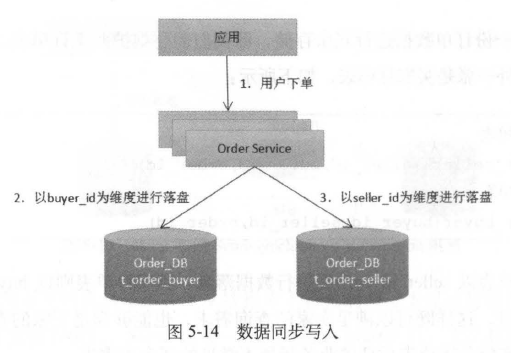 应用
1. 用户下单
Order Service
2. 以buyer_id为维度进行落盘
3. 以seller_id为维度进行落盘
Order_DB
t_order_buyer
Order_DB
t_order_seller
图 5-14 数据同步写入